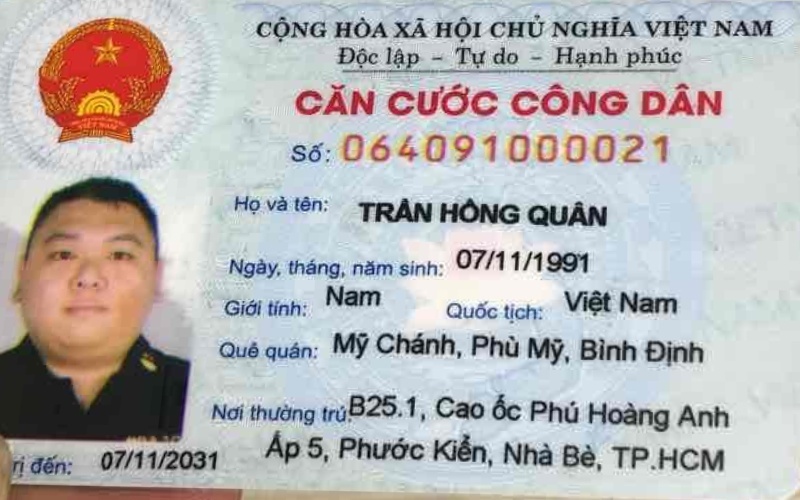 CỘNG HÒA XÃ HỘI CHỦ NGHĨA VIỆT NAM
Độc lập - Tự do - Hạnh phúc
CĂN CƯỚC CÔNG DÂN
Số: 064091000021
Họ và tên: TRẦN HỒNG QUÂN
Ngày, tháng, năm sinh: 07/11/1991
Giới tính: Nam Quốc tịch: Việt Nam
Quê quán: Mỹ Chánh, Phù Mỹ, Bình Định
Nơi thường trú: B25.1, Cao ốc Phú Hoàng Anh
Ấp 5, Phước Kiển, Nhà Bè, TP.HCM
rị đến: 07/11/2031
VIỆT NAM